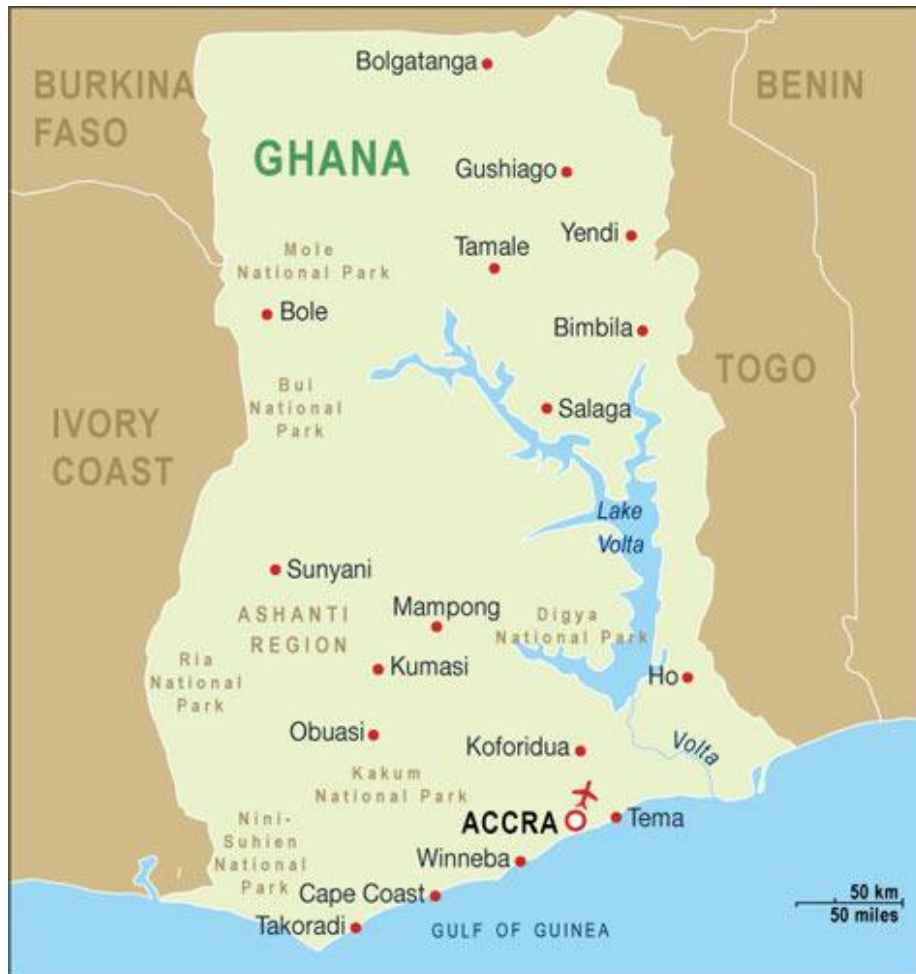 Bolgatanga
BURKINA
FASO
BENIN
GHANA
Gushiago
Yendi
Tamale
Mole
National Park
Bole
Bimbila
TOGO
Bui
National
Park
Salaga
IVORY
COAST
Lake
Volta
Sunyani
Mampong
ASHANTI
REGION
Digya
National Park
Ria
National
Park
Kumasi
Ho
Obuasi
Koforidua
Volta
Kakum
National Park
ACCRA
Tema
Nini-
Suhien
National
Park
Winneba
Cape Coast
50 km
50 miles
Takoradi
GULF OF GUINEA